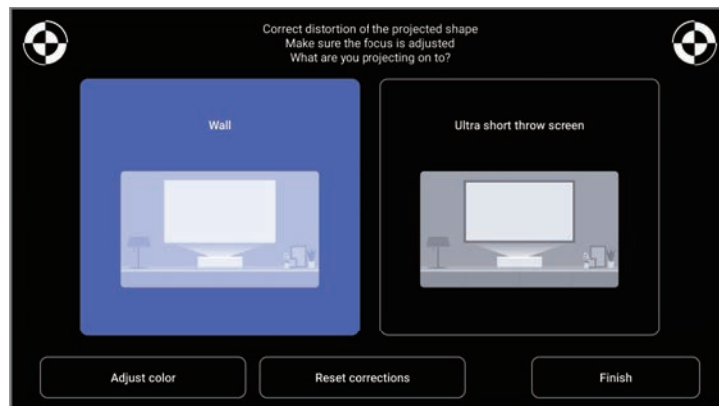 Correct distortion of the projected shape
Make sure the focus is adjusted
What are you projecting on to?
Wall
Ultra short throw screen
Adjust color
Reset corrections
Finish